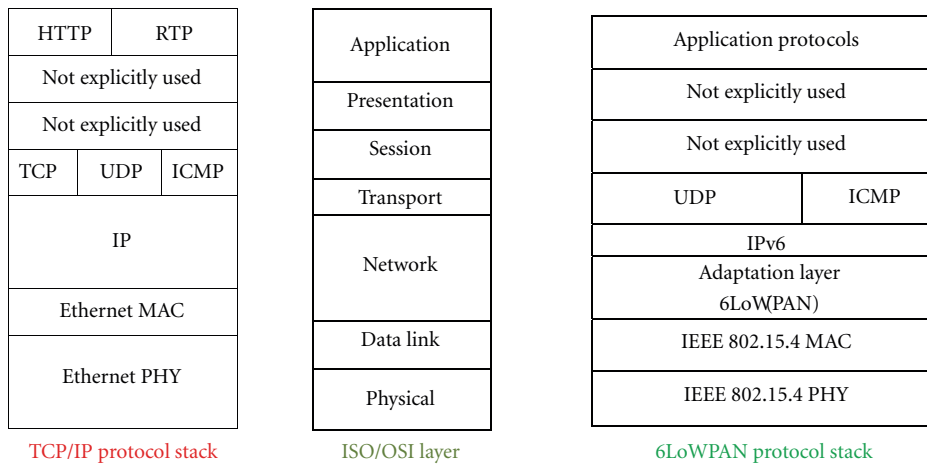 HTTP RTP
Not explicitly used
Not explicitly used
TCP UDP ICMP
IP
Ethernet MAC
Ethernet PHY
TCP/IP protocol stack
Application
Presentation
Session
Transport
Network
Data link
Physical
ISO/OSI layer
Application protocols
Not explicitly used
Not explicitly used
UDP ICMP
IPv6
Adaptation layer
6LoW(PAN)
IEEE 802.15.4 MAC
IEEE 802.15.4 PHY
6LoWPAN protocol stack